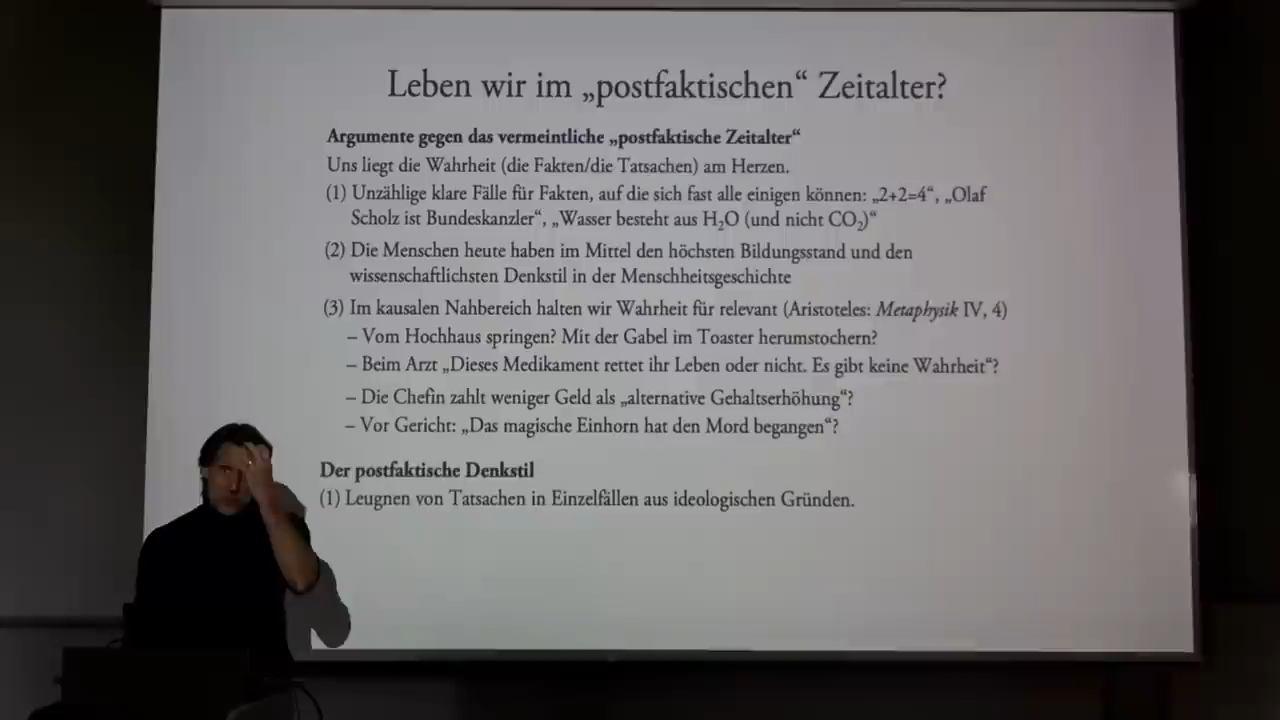 Leben wir im „postfaktischen“ Zeitalter?
Argumente gegen das vermeintliche „postfaktische Zeitalter“
Uns liegt die Wahrheit (die Fakten/die Tatsachen) am Herzen.
(1) Unzählige klare Fälle für Fakten, auf die sich fast alle einigen können: „2+2=4“, „Olaf
Scholz ist Bundeskanzler“, „Wasser besteht aus H₂O (und nicht CO₂)“
(2) Die Menschen heute haben im Mittel den höchsten Bildungsstand und den
wissenschaftlichsten Denkstil in der Menschheitsgeschichte
(3) Im kausalen Nahbereich halten wir Wahrheit für relevant (Aristoteles: Metaphysik IV, 4)
– Vom Hochhaus springen? Mit der Gabel im Toaster herumstochern?
– Beim Arzt „Dieses Medikament rettet ihr Leben oder nicht. Es gibt keine Wahrheit“?
– Die Chefin zahlt weniger Geld als „alternative Gehaltserhöhung“?
– Vor Gericht: „Das magische Einhorn hat den Mord begangen“?
Der postfaktische Denkstil
(1) Leugnen von Tatsachen in Einzelfällen aus ideologischen Gründen.